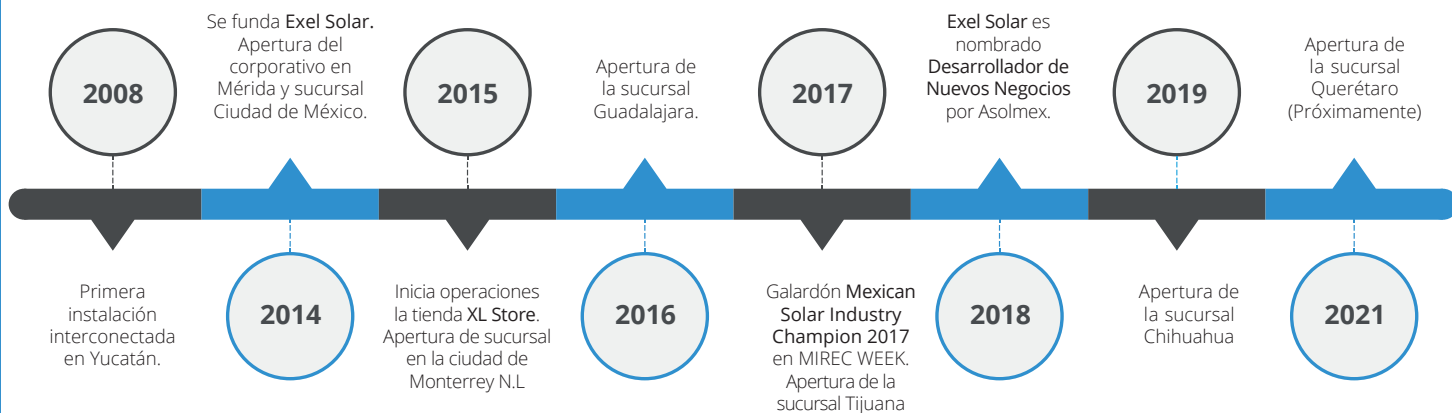 2008
Primera
instalación
interconectada
en Yucatán.
Se funda Exel Solar.
Apertura del
corporativo en
Mérida y sucursal
Ciudad de México.
2014
2015
Inicia operaciones
la tienda XL Store.
Apertura de sucursal
en la ciudad de
Monterrey N.L
Apertura de
la sucursal
Guadalajara.
2016
2017
Galardón Mexican
Solar Industry
Champion 2017
en MIREC WEEK.
Apertura de la
sucursal Tijuana
Exel Solar es
nombrado
Desarrollador de
Nuevos Negocios
por Asolmex.
2018
2019
Apertura de
la sucursal
Chihuahua
Apertura de
la sucursal
Querétaro
(Próximamente)
2021